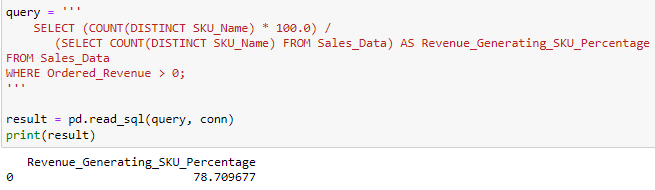 query = '''
SELECT (COUNT(DISTINCT SKU_Name) * 100.0) /
(SELECT COUNT(DISTINCT SKU_Name) FROM Sales_Data) AS Revenue_Generating_SKU_Percentage
FROM Sales_Data
WHERE Ordered_Revenue > 0;
'''
result = pd.read_sql(query, conn)
print(result)
Revenue_Generating_SKU_Percentage
0 78.709677